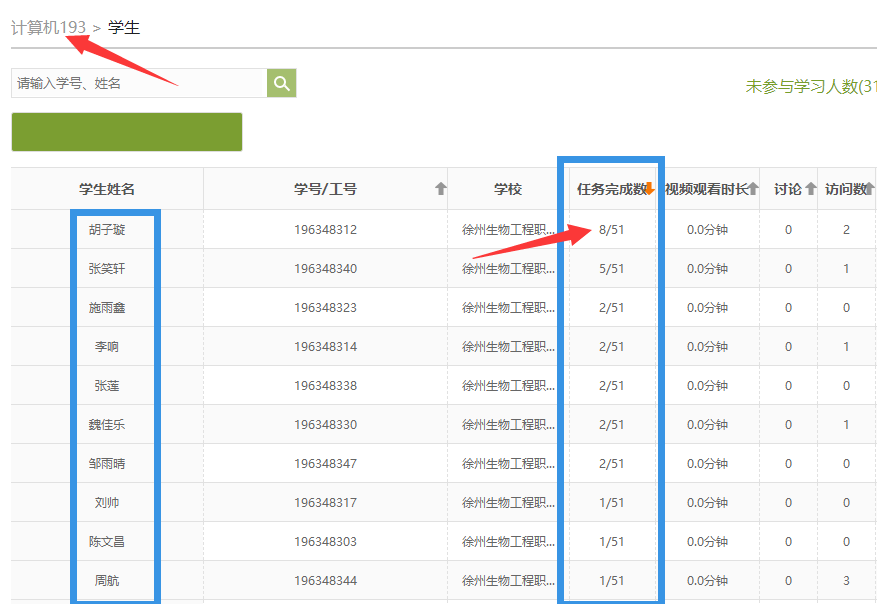 计算机193 > 学生
请输入学号、姓名
未参与学习人数(31
学生姓名 学号/工号 学校 任务完成数 视频观看时长 讨论 访问数
胡子璇 196348312 徐州生物工程职... 8/51 0.0分钟 0 2
张笑轩 196348340 徐州生物工程职... 5/51 0.0分钟 0 1
施雨鑫 196348323 徐州生物工程职... 2/51 0.0分钟 0 0
李响 196348314 徐州生物工程职... 2/51 0.0分钟 0 1
张莲 196348338 徐州生物工程职... 2/51 0.0分钟 0 0
魏佳乐 196348330 徐州生物工程职... 2/51 0.0分钟 0 1
邹雨晴 196348347 徐州生物工程职... 2/51 0.0分钟 0 0
刘帅 196348317 徐州生物工程职... 1/51 0.0分钟 0 0
陈文昌 196348303 徐州生物工程职... 1/51 0.0分钟 0 0
周航 196348344 徐州生物工程职... 1/51 0.0分钟 0 3